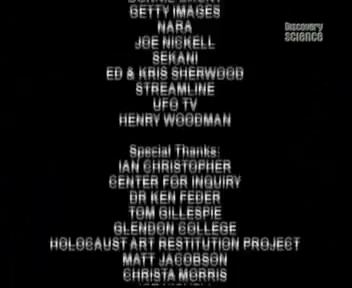 GETTY IMAGES
NARA
JOE NICKELL
SEKANI
ED & KRIS SHERWOOD
STREAMLINE
UFO TV
HENRY WOODMAN
Special Thanks:
IAN CHRISTOPHER
CENTER FOR INQUIRY
DR KEN FEDER
TOM GILLESPIE
GLENDON COLLEGE
HOLOCAUST ART RESTITUTION PROJECT
MATT JACOBSON
CHRISTA MORRIS
Discovery
SCIENCE